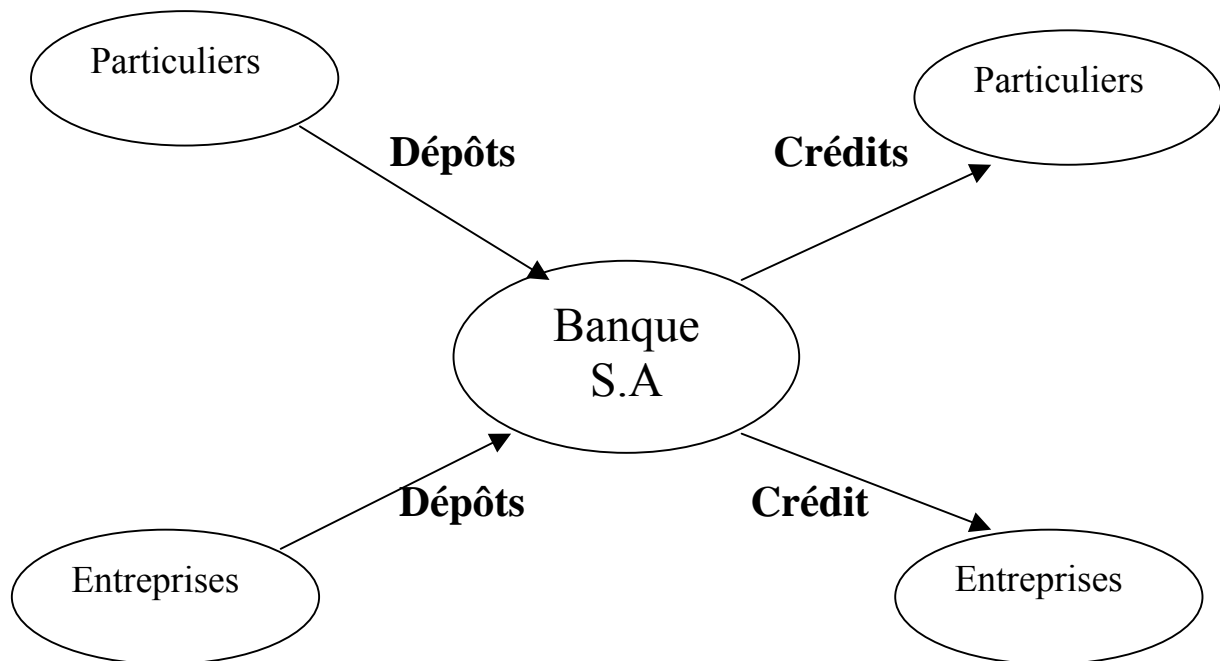 Particuliers
Particuliers
Dépôts
Crédits
Banque
S.A
Dépôts
Crédit
Entreprises
Entreprises